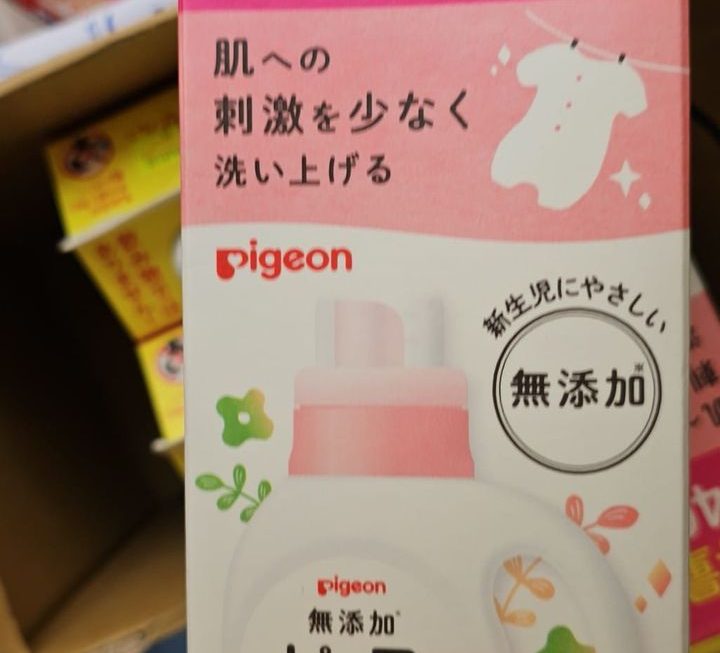 肌への
刺激を少なく
洗い上げる
pigeon
新生児にやさしい
無添加※
pigeon
無添加※